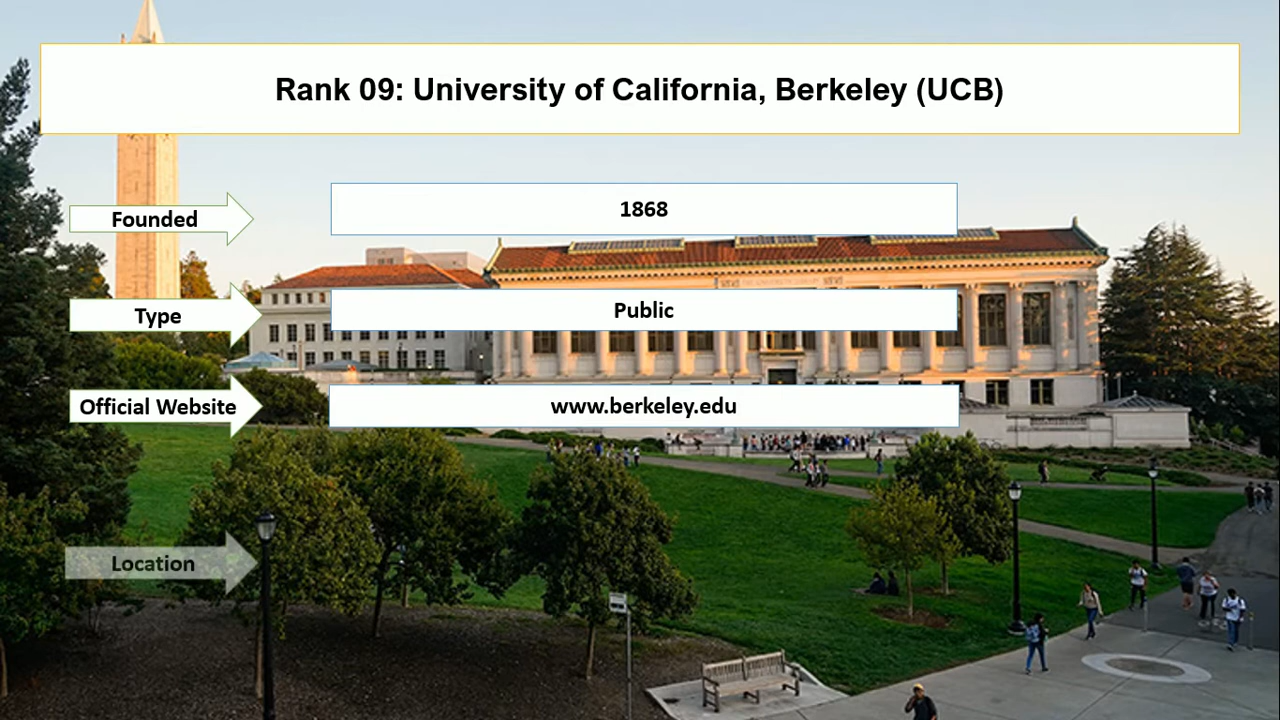 Rank 09: University of California, Berkeley (UCB)
Founded
1868
Type
Public
Official Website
www.berkeley.edu
Location